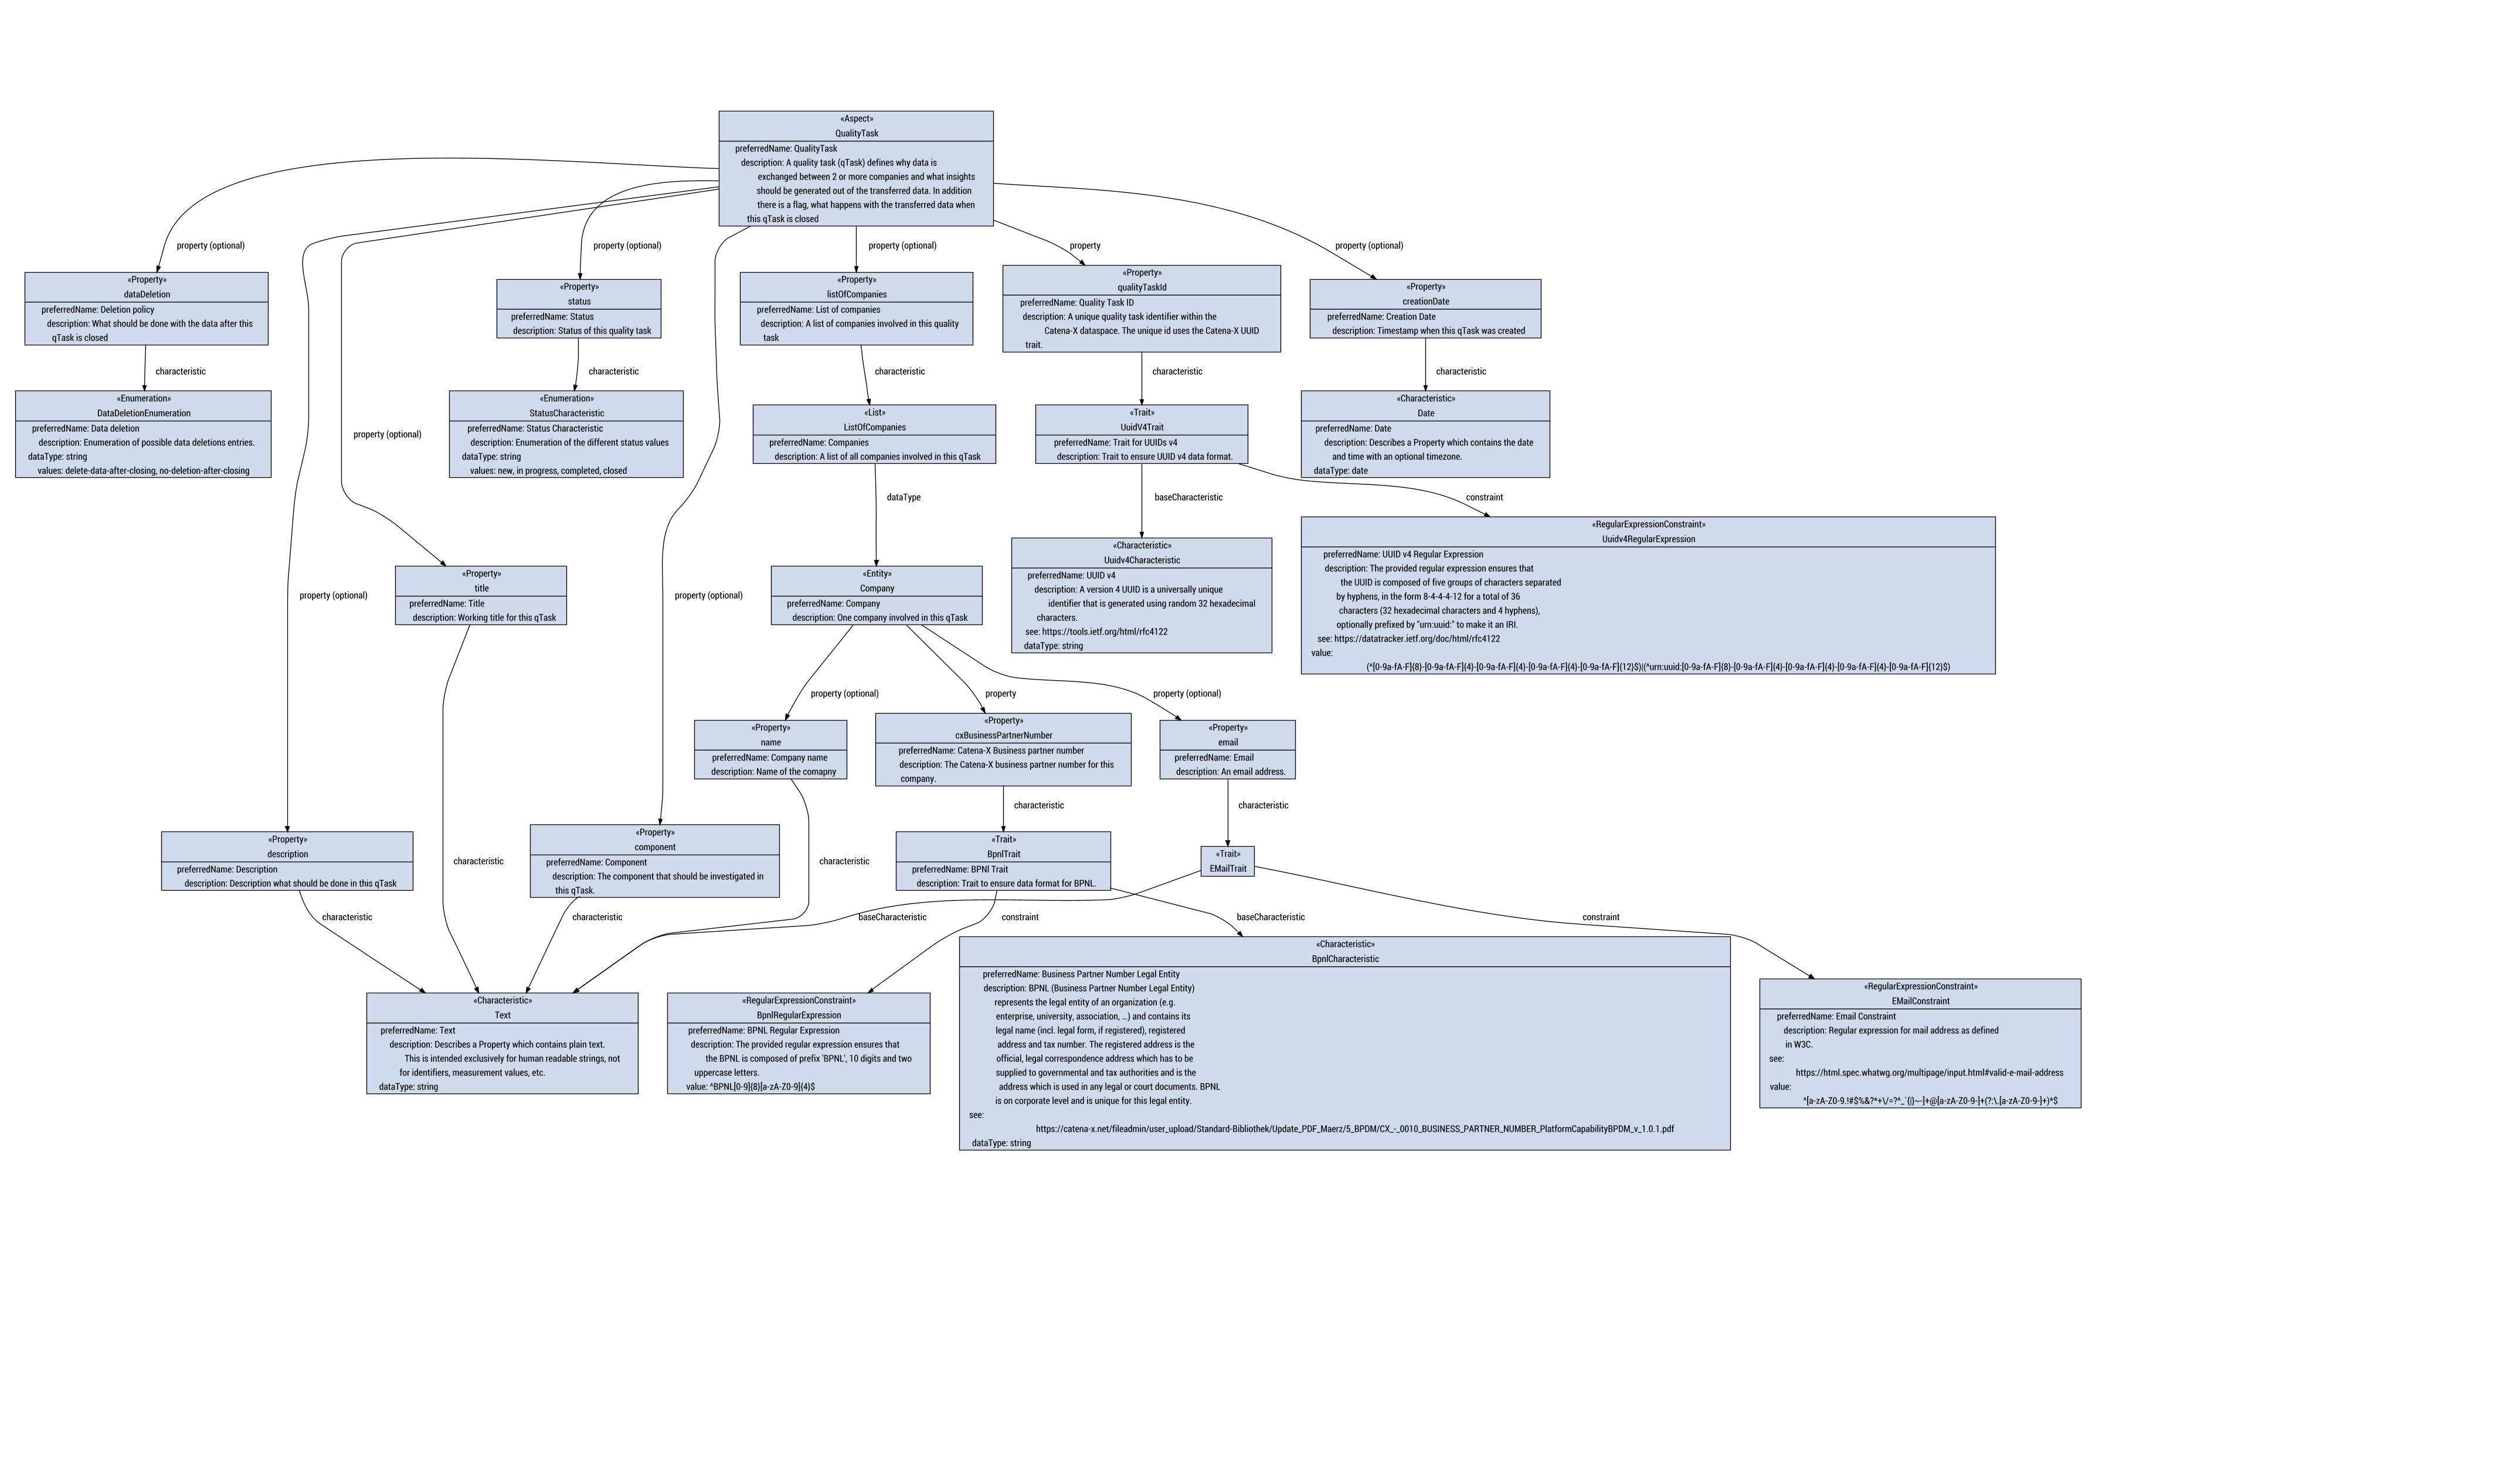 «Aspect»
QualityTask
preferredName: QualityTask
description: A quality task (qTask) defines why data is
exchanged between 2 or more companies and what insights
should be generated out of the transferred data. In addition
there is a flag, what happens with the transferred data when
this qTask is closed
property (optional)
property (optional)
property (optional)
property
property (optional)
«Property»
dataDeletion
preferredName: Deletion policy
description: What should be done with the data after this
qTask is closed
«Property»
status
preferredName: Status
description: Status of this quality task
«Property»
listOfCompanies
preferredName: List of companies
description: A list of companies involved in this quality
task
«Property»
qualityTaskId
preferredName: Quality Task ID
description: A unique quality task identifier within the
Catena-X dataspace. The unique id uses the Catena-X UUID
trait.
«Property»
creationDate
preferredName: Creation Date
description: Timestamp when this qTask was created
characteristic
characteristic
characteristic
characteristic
characteristic
«Enumeration»
DataDeletionEnumeration
preferredName: Data deletion
description: Enumeration of possible data deletions entries.
dataType: string
values: delete-data-after-closing, no-deletion-after-closing
property (optional)
«Enumeration»
StatusCharacteristic
preferredName: Status Characteristic
description: Enumeration of the different status values
dataType: string
values: new, in progress, completed, closed
«List»
ListOfCompanies
preferredName: Companies
description: A list of all companies involved in this qTask
«Trait»
UuidV4Trait
preferredName: Trait for UUIDs v4
description: Trait to ensure UUID v4 data format.
«Characteristic»
Date
preferredName: Date
description: Describes a Property which contains the date
and time with an optional timezone.
dataType: date
dataType
baseCharacteristic
constraint
property (optional)
«Property»
title
preferredName: Title
description: Working title for this qTask
property (optional)
«Entity»
Company
preferredName: Company
description: One company involved in this qTask
«Characteristic»
Uuidv4Characteristic
preferredName: UUID v4
description: A version 4 UUID is a universally unique
identifier that is generated using random 32 hexadecimal
characters.
see: https://tools.ietf.org/html/rfc4122
dataType: string
«RegularExpressionConstraint»
Uuidv4RegularExpression
preferredName: UUID v4 Regular Expression
description: The provided regular expression ensures that
the UUID is composed of five groups of characters separated
by hyphens, in the form 8-4-4-4-12 for a total of 36
characters (32 hexadecimal characters and 4 hyphens),
optionally prefixed by "urn:uuid:" to make it an IRI.
see: https://datatracker.ietf.org/doc/html/rfc4122
value:
(^[0-9a-fA-F]{8}-[0-9a-fA-F]{4}-[0-9a-fA-F]{4}-[0-9a-fA-F]{4}-[0-9a-fA-F]{12}$)|(^urn:uuid:[0-9a-fA-F]{8}-[0-9a-fA-F]{4}-[0-9a-fA-F]{4}-[0-9a-fA-F]{4}-[0-9a-fA-F]{12}$)
property (optional)
property
property (optional)
«Property»
name
preferredName: Company name
description: Name of the comapny
«Property»
cxBusinessPartnerNumber
preferredName: Catena-X Business partner number
description: The Catena-X business partner number for this
company.
«Property»
email
preferredName: Email
description: An email address.
characteristic
characteristic
«Property»
description
preferredName: Description
description: Description what should be done in this qTask
characteristic
«Property»
component
preferredName: Component
description: The component that should be investigated in
this qTask.
characteristic
«Trait»
BpnlTrait
preferredName: BPNl Trait
description: Trait to ensure data format for BPNL.
«Trait»
EMailTrait
characteristic
characteristic
baseCharacteristic
constraint
baseCharacteristic
constraint
«Characteristic»
Text
preferredName: Text
description: Describes a Property which contains plain text.
This is intended exclusively for human readable strings, not
for identifiers, measurement values, etc.
dataType: string
«RegularExpressionConstraint»
BpnlRegularExpression
preferredName: BPNL Regular Expression
description: The provided regular expression ensures that
the BPNL is composed of prefix 'BPNL', 10 digits and two
uppercase letters.
value: ^BPNL[0-9]{8}[a-zA-Z0-9]{4}$
«Characteristic»
BpnlCharacteristic
preferredName: Business Partner Number Legal Entity
description: BPNL (Business Partner Number Legal Entity)
represents the legal entity of an organization (e.g.
enterprise, university, association, ...) and contains its
legal name (incl. legal form, if registered), registered
address and tax number. The registered address is the
official, legal correspondence address which has to be
supplied to governmental and tax authorities and is the
address which is used in any legal or court documents. BPNL
is on corporate level and is unique for this legal entity.
see:
https://catena-x.net/fileadmin/user_upload/Standard-Bibliothek/Update_PDF_Maerz/5_BPDM/CX_-_0010_BUSINESS_PARTNER_NUMBER_PlatformCapabilityBPDM_v_1.0.1.pdf
dataType: string
«RegularExpressionConstraint»
EMailConstraint
preferredName: Email Constraint
description: Regular expression for mail address as defined
in W3C.
see:
https://html.spec.whatwg.org/multipage/input.html#valid-e-mail-address
value:
^[a-zA-Z0-9.!#$%&?*+\/=?^_`{|}~-]+@[a-zA-Z0-9-]+(?:\.[a-zA-Z0-9-]+)*$